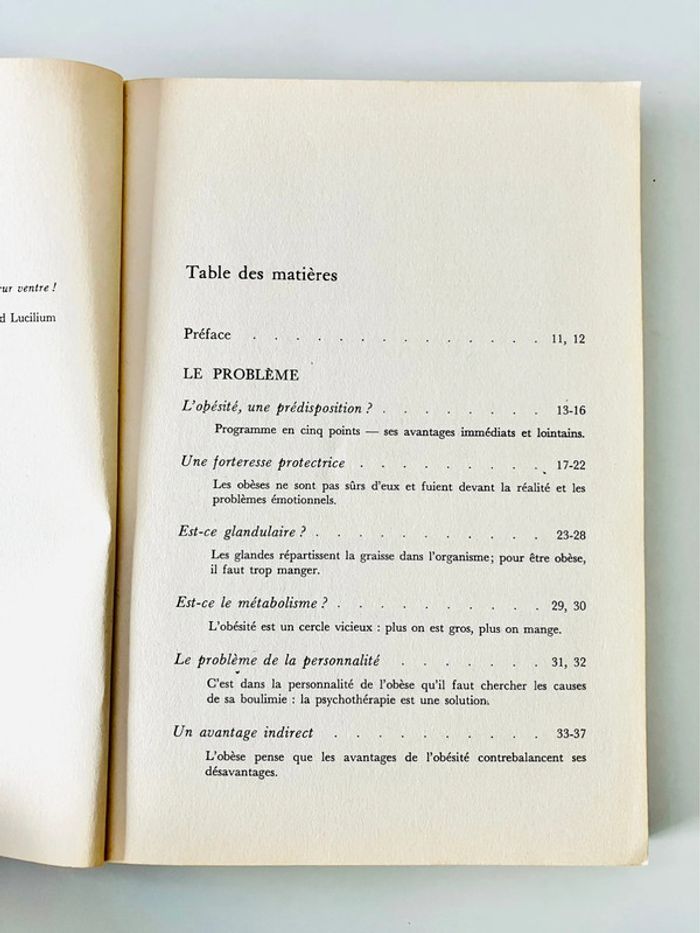 ur ventre !
d Lucilium
Table des matières
Préface . . . . . . . . . . . . . 11, 12
LE PROBLÈME
L'obésité, une prédisposition ? . . . . . . . 13-16
Programme en cinq points — ses avantages immédiats et lointains.
Une forteresse protectrice . . . . . . . . 17-22
Les obèses ne sont pas sûrs d'eux et fuient devant la réalité et les
problèmes émotionnels.
Est-ce glandulaire ? . . . . . . . . . . 23-28
Les glandes répartissent la graisse dans l'organisme; pour être obèse,
il faut trop manger.
Est-ce le métabolisme ? . . . . . . . . . 29, 30
L'obésité est un cercle vicieux : plus on est gros, plus on mange.
Le problème de la personnalité . . . . . . . 31, 32
C'est dans la personnalité de l'obèse qu'il faut chercher les causes
de sa boulimie : la psychothérapie est une solution.
Un avantage indirect . . . . . . . . . 33-37
L'obèse pense que les avantages de l'obésité contrebalancent ses
désavantages.